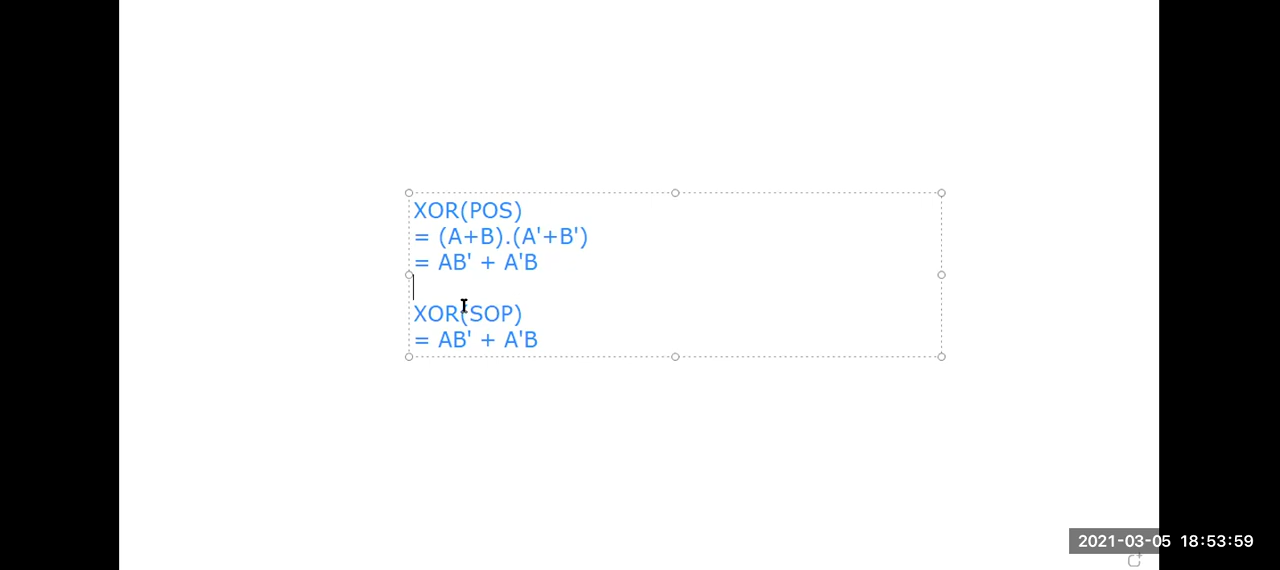 XOR(POS)
= (A+B).(A'+B')
= AB' + A'B
XOR(SOP)
= AB' + A'B
2021-03-05 18:53:59